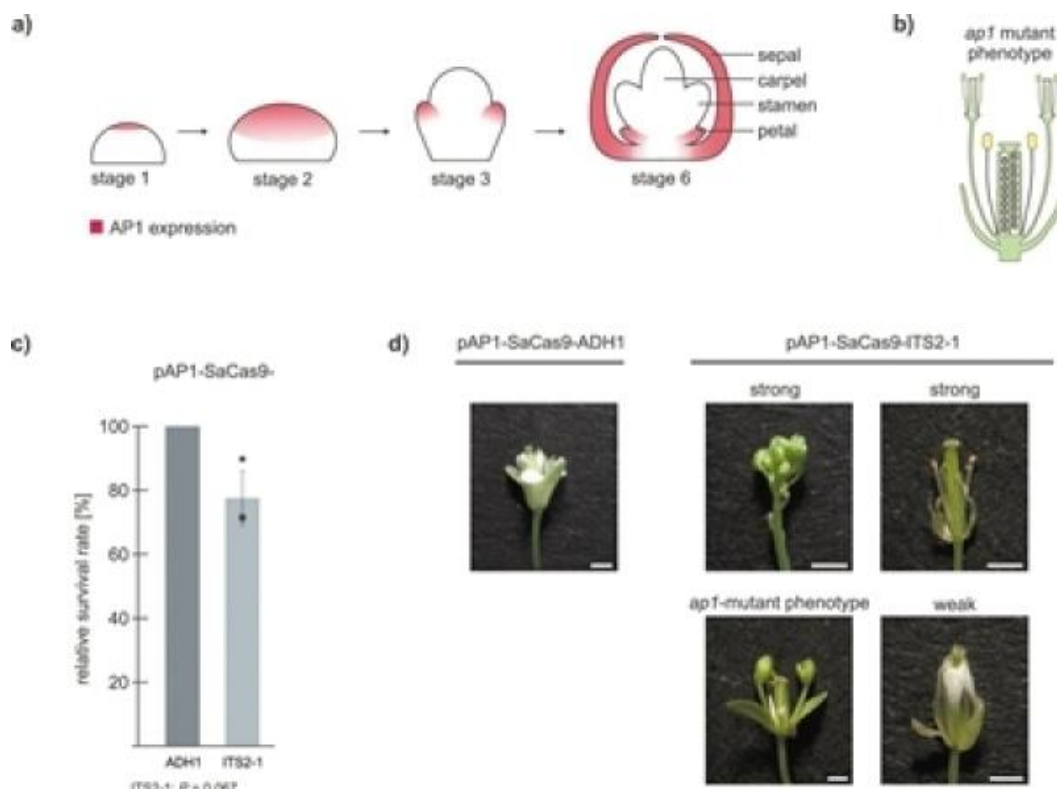 a)
sepal
carpel
stamen
petal
stage 1
stage 2
stage 3
stage 6
AP1 expression
b)
ap1 mutant
phenotype
c)
pAP1-SaCas9-
relative survival rate [%]
100
80
60
40
20
ADH1
ITS2-1
ITS2-1:
d)
pAP1-SaCas9-ADH1
pAP1-SaCas9-ITS2-1
strong
strong
ap1-mutant phenotype
weak